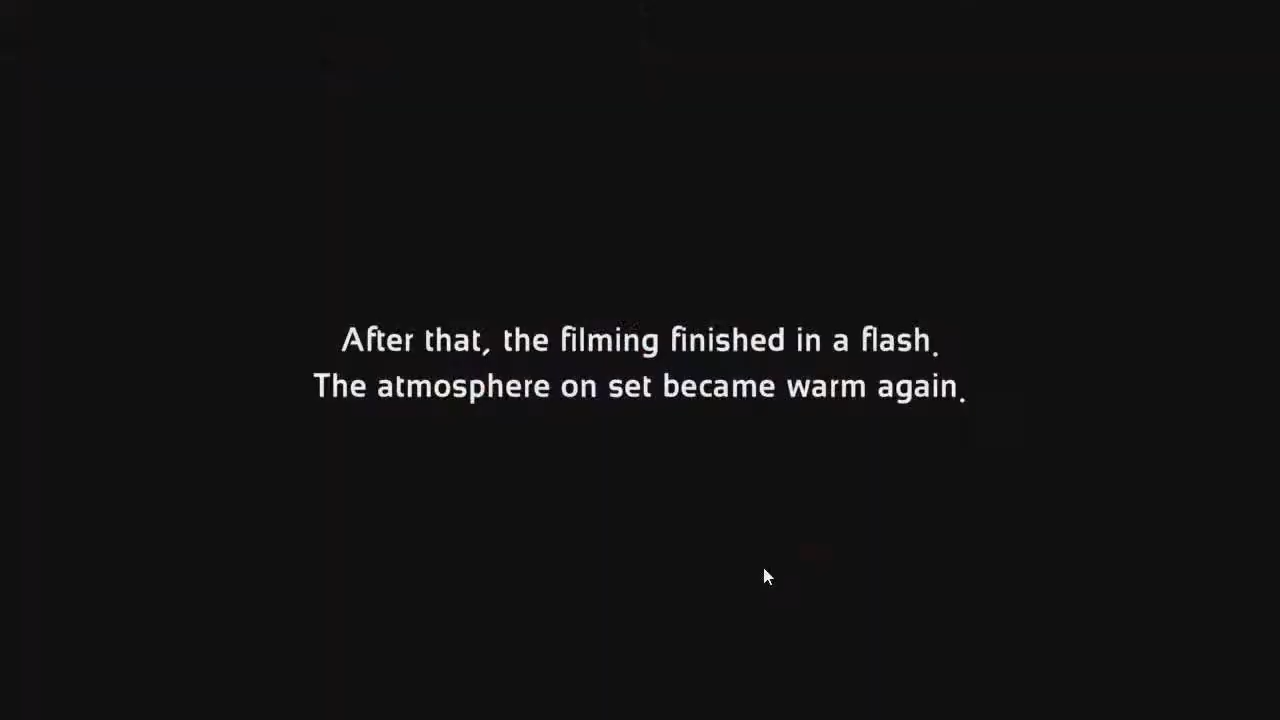 After that, the filming finished in a flash.
The atmosphere on set became warm again.